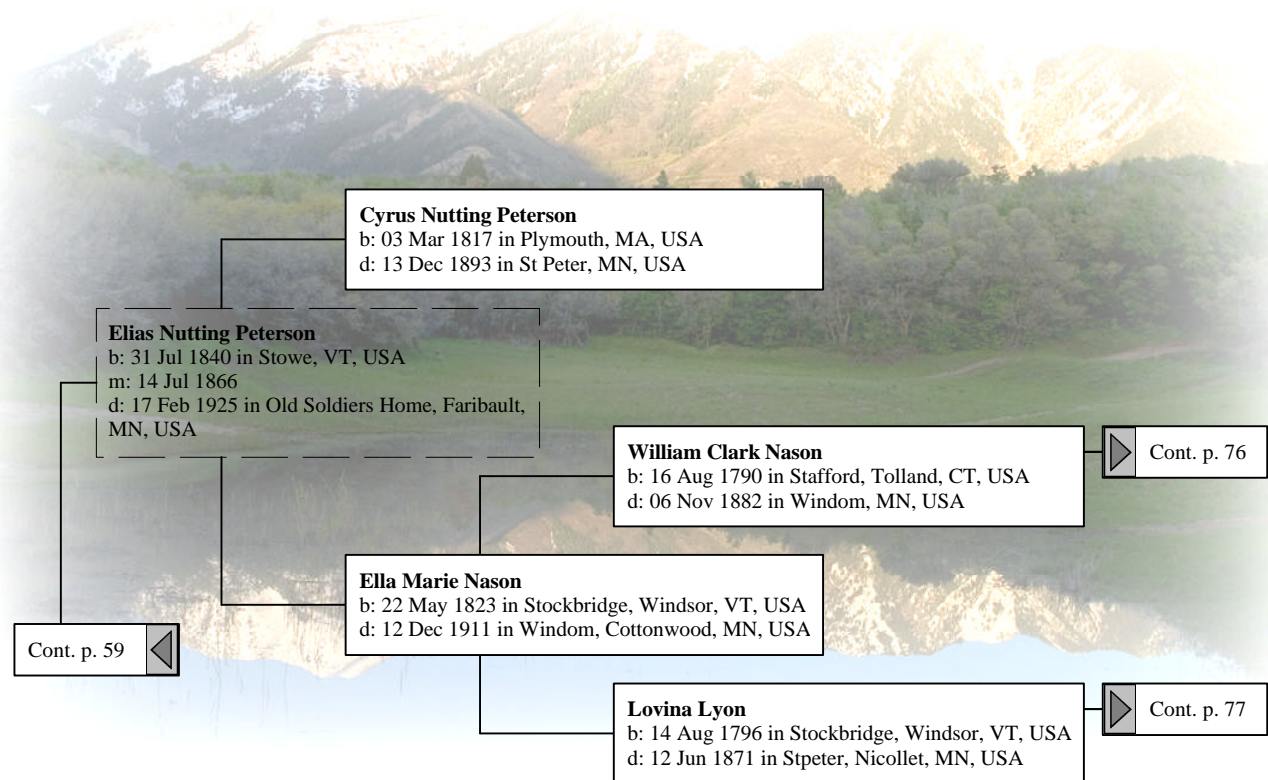 Cyrus Nutting Peterson
b: 03 Mar 1817 in Plymouth, MA, USA
d: 13 Dec 1893 in St Peter, MN, USA
Elias Nutting Peterson
b: 31 Jul 1840 in Stowe, VT, USA
m: 14 Jul 1866
d: 17 Feb 1925 in Old Soldiers Home, Faribault,
MN, USA
William Clark Nason
b: 16 Aug 1790 in Stafford, Tolland, CT, USA
d: 06 Nov 1882 in Windom, MN, USA
Cont. p. 76
Ella Marie Nason
b: 22 May 1823 in Stockbridge, Windsor, VT, USA
d: 12 Dec 1911 in Windom, Cottonwood, MN, USA
Cont. p. 59
Lovina Lyon
b: 14 Aug 1796 in Stockbridge, Windsor, VT, USA
d: 12 Jun 1871 in Stpeter, Nicollet, MN, USA
Cont. p. 77